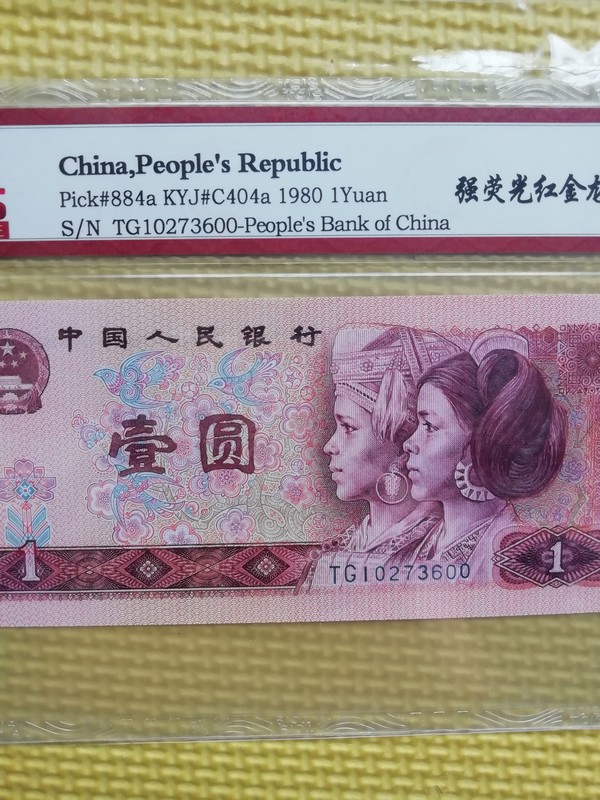 China,People's Republic
Pick#884a KYJ#C404a 1980 1Yuan
S/N TG10273600-People's Bank of China
强荧光红金龙
5
中国人民银行
壹圆
1
1
TG10273600